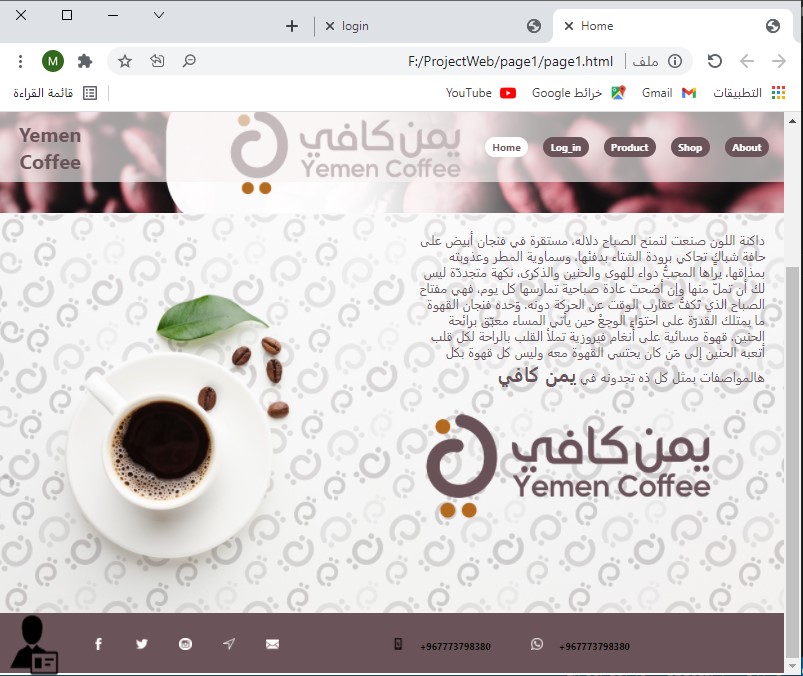 login
Home
F:/ProjectWeb/page1/page1.html
ملف
M
قائمة القراءة
YouTube
خرائط Google
Gmail
التطبيقات
Yemen
Coffee
يمن كافي
Yemen Coffee
Home
Log_in
Product
Shop
About
داكنة اللون صنعت لتمنح الصباح دلاله، مستقرة في فنجان أبيض على
حافة شباكٍ تحاكي برودة الشتاء بدفئها، وسماوية المطر وعذوبته
بمذاقها، يراها المحبُّ دواء للهوى والحنين والذكرى، نكهة متجددّة ليس
لك أن تملّ منها وإن أضحت عادة صباحية تمارسها كل يوم، فهي مفتاح
الصباح الذي تَكفُّ عقارب الوقت عن الحركة دونه، وَحده فنجان القهوة
ما يمتلك القدرّة على احتوّاءِ الوجعْ حين يأتي المساء معبّق برائحة
الحنين، قهوة مسائية على أنغام فيروزية تملأ القلب بالراحة لكل قلب
أتعبهُ الحنين إلى مَن كان يحتسي القهوة معه وليس كل قهوة بكل
هالمواصفات بمثل كل ذه تجدونه في يمن كافي
يمن كافي
Yemen Coffee
+967773798380
+967773798380